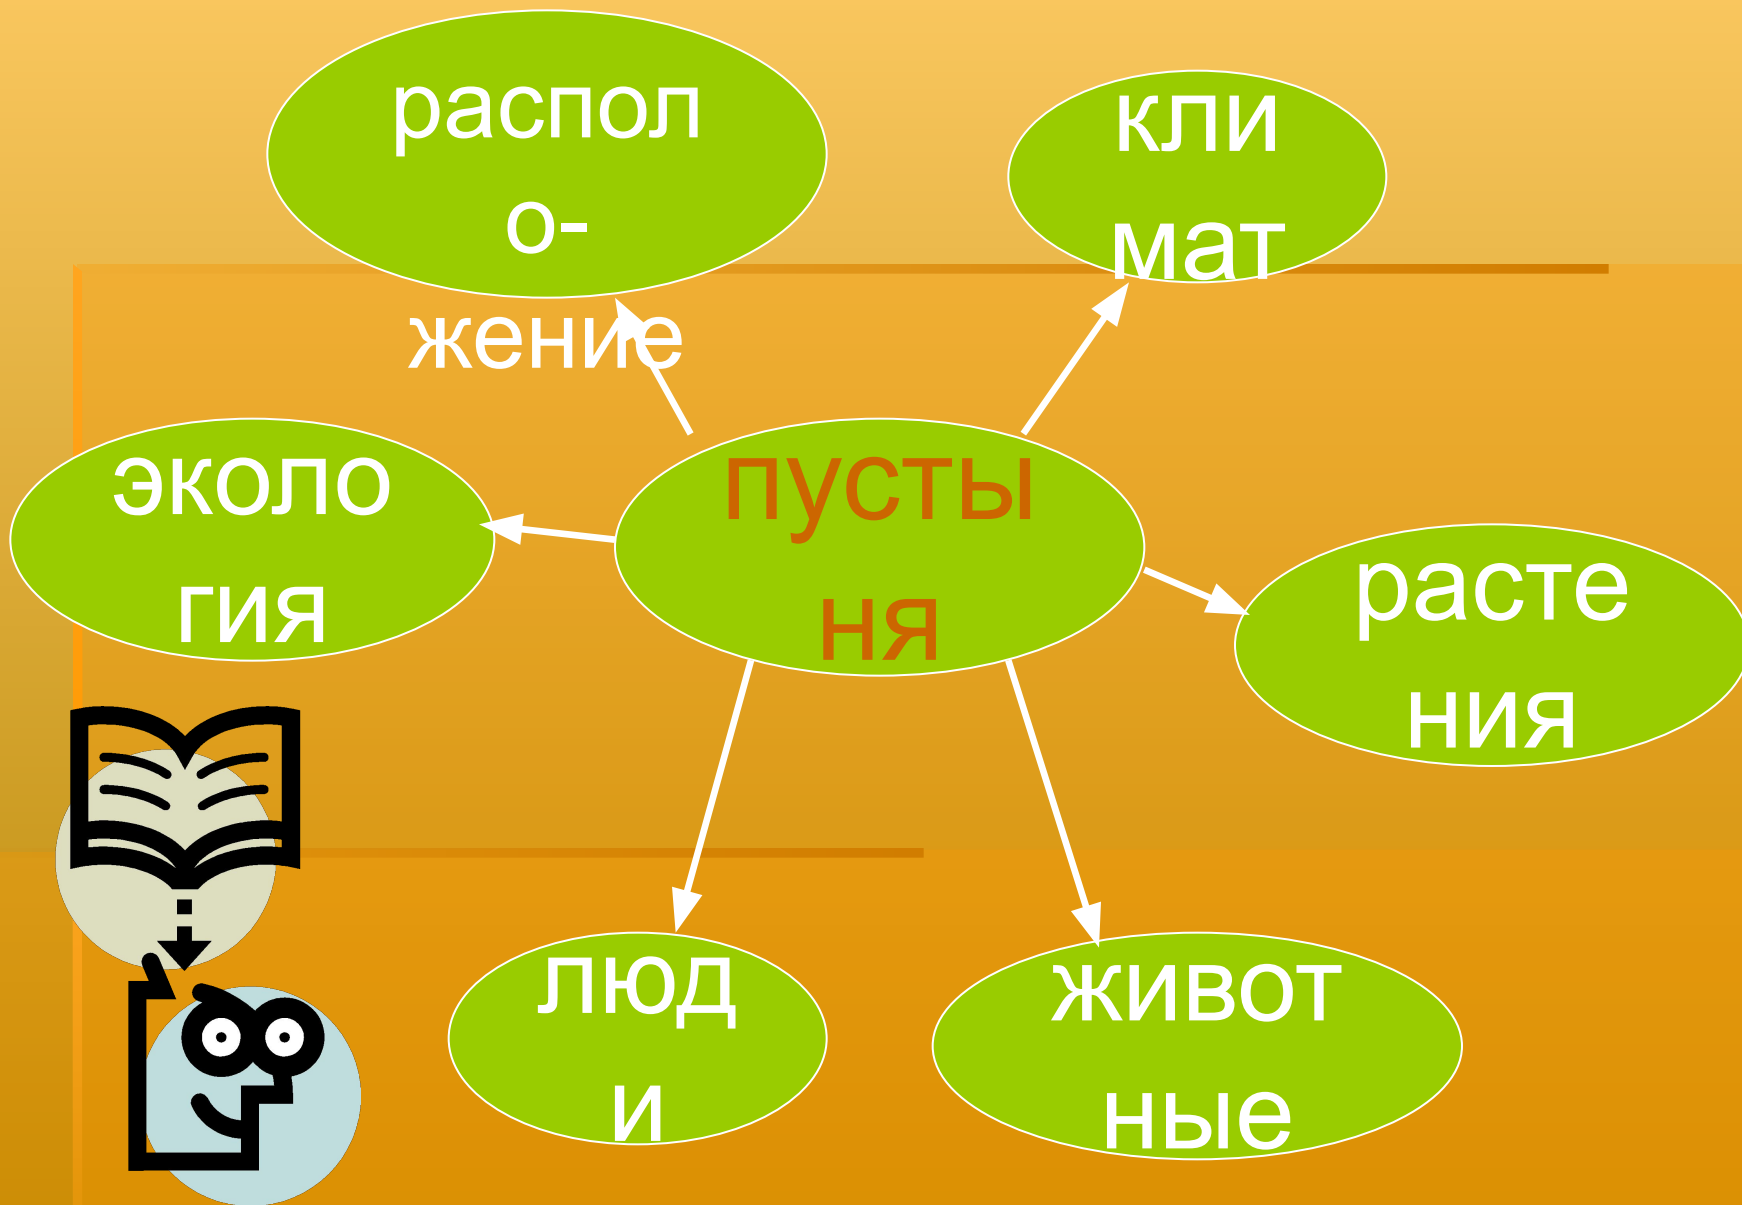 распол
о-
жение
кли
мат
эколо
гия
пусты
ня
расте
ния
люд
и
живот
ные